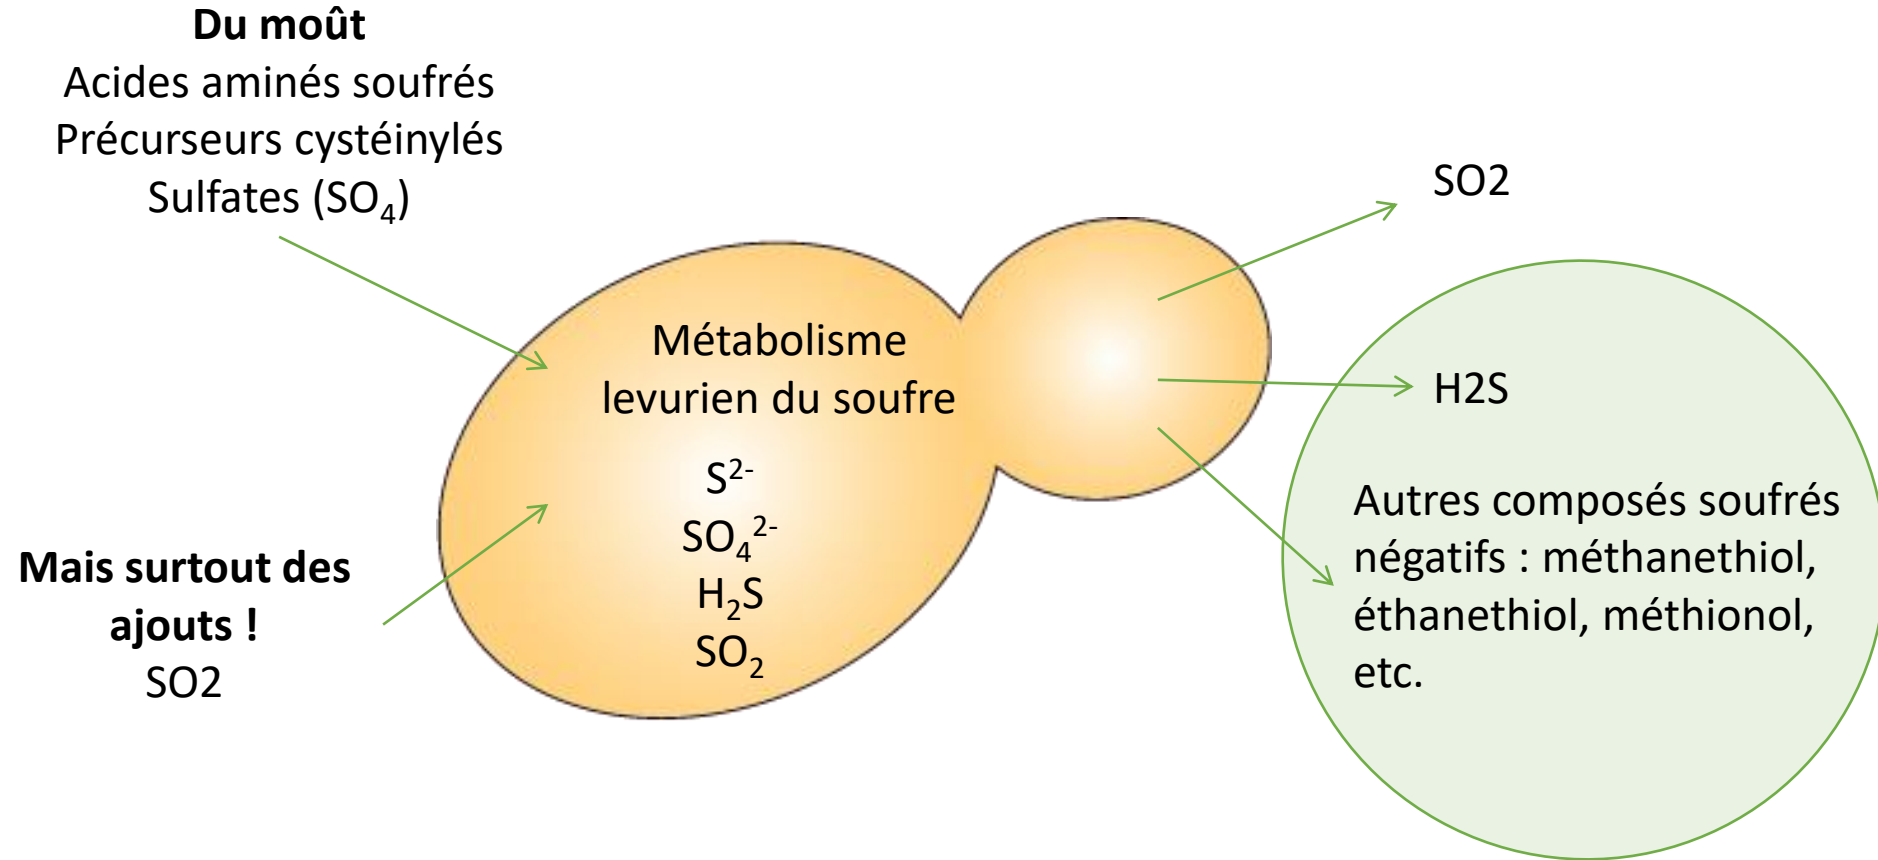 Du moût
Acides aminés soufrés
Précurseurs cystéinylés
Sulfates (SO₄)
Mais surtout des
ajouts !
SO2
Métabolisme
levurien du soufre
S²⁻
SO₄²⁻
H₂S
SO₂
SO2
H2S
Autres composés soufrés
négatifs : méthanethiol,
éthanethiol, méthionol,
etc.